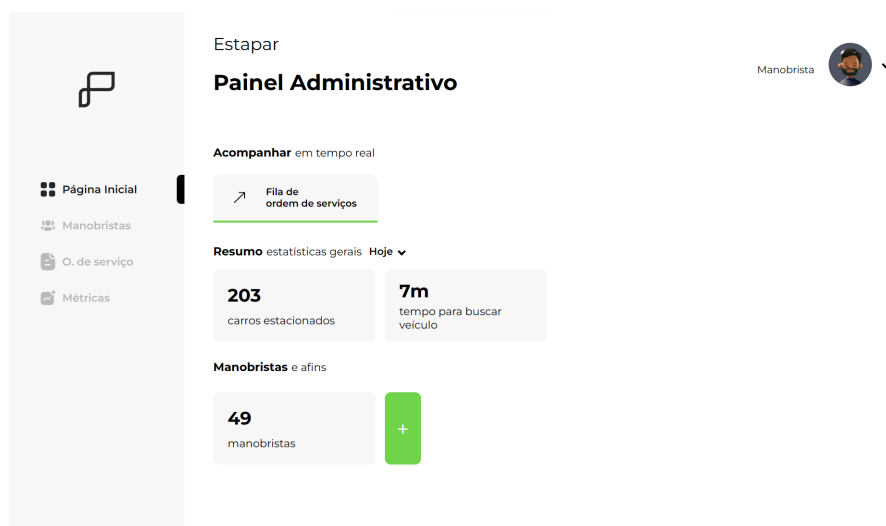 Estapar
Painel Administrativo
Manobrista
Página Inicial
Manobristas
O. de serviço
Métricas
Acompanhar em tempo real
Fila de
ordem de serviços
Resumo estatísticas gerais Hoje
203
carros estacionados
7m
tempo para buscar
veículo
Manobristas e afins
49
manobristas
+